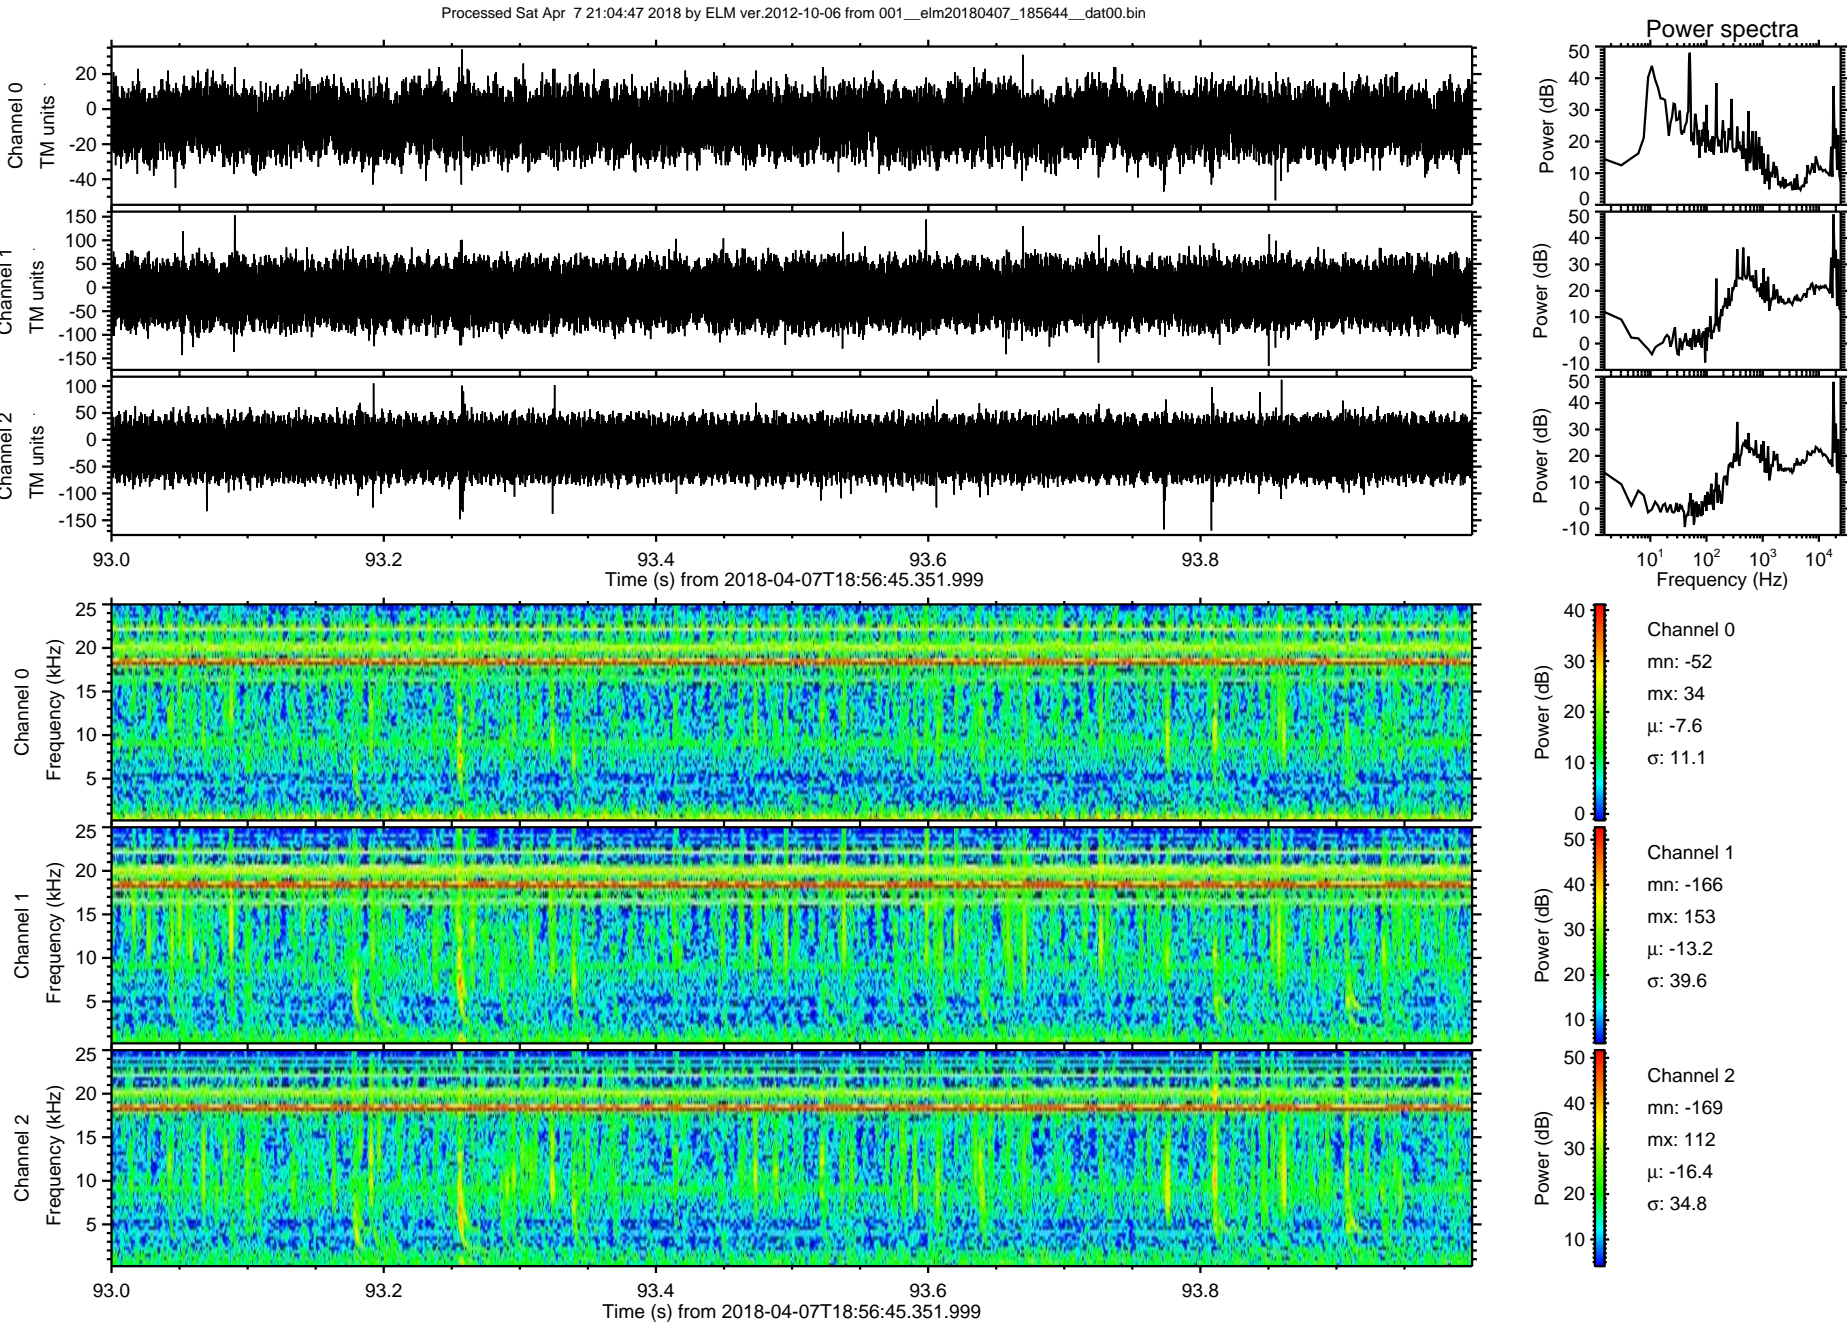 Processed Sat Apr  7 21:04:47 2018 by ELM ver.2012-10-06 from 001__elm20180407_185644__dat00.bin
Power spectra
Channel 0
TM units
20
0
-20
-40
Power (dB)
50
40
30
20
10
0
Channel 1
TM units
150
100
50
0
-50
-100
-150
Power (dB)
50
40
30
20
10
0
-10
Channel 2
TM units
100
50
0
-50
-100
-150
Power (dB)
50
40
30
20
10
0
-10
93.0 93.2 93.4 93.6 93.8
Time (s) from 2018-04-07T18:56:45.351.999
10^1 10^2 10^3 10^4
Frequency (Hz)
Channel 0
Frequency (kHz)
25
20
15
10
5
Power (dB)
40
30
20
10
0
Channel 0
mn: -52
mx: 34
μ: -7.6
σ: 11.1
Channel 1
Frequency (kHz)
25
20
15
10
5
Power (dB)
50
40
30
20
10
Channel 1
mn: -166
mx: 153
μ: -13.2
σ: 39.6
Channel 2
Frequency (kHz)
25
20
15
10
5
Power (dB)
50
40
30
20
10
Channel 2
mn: -169
mx: 112
μ: -16.4
σ: 34.8
93.0 93.2 93.4 93.6 93.8
Time (s) from 2018-04-07T18:56:45.351.999